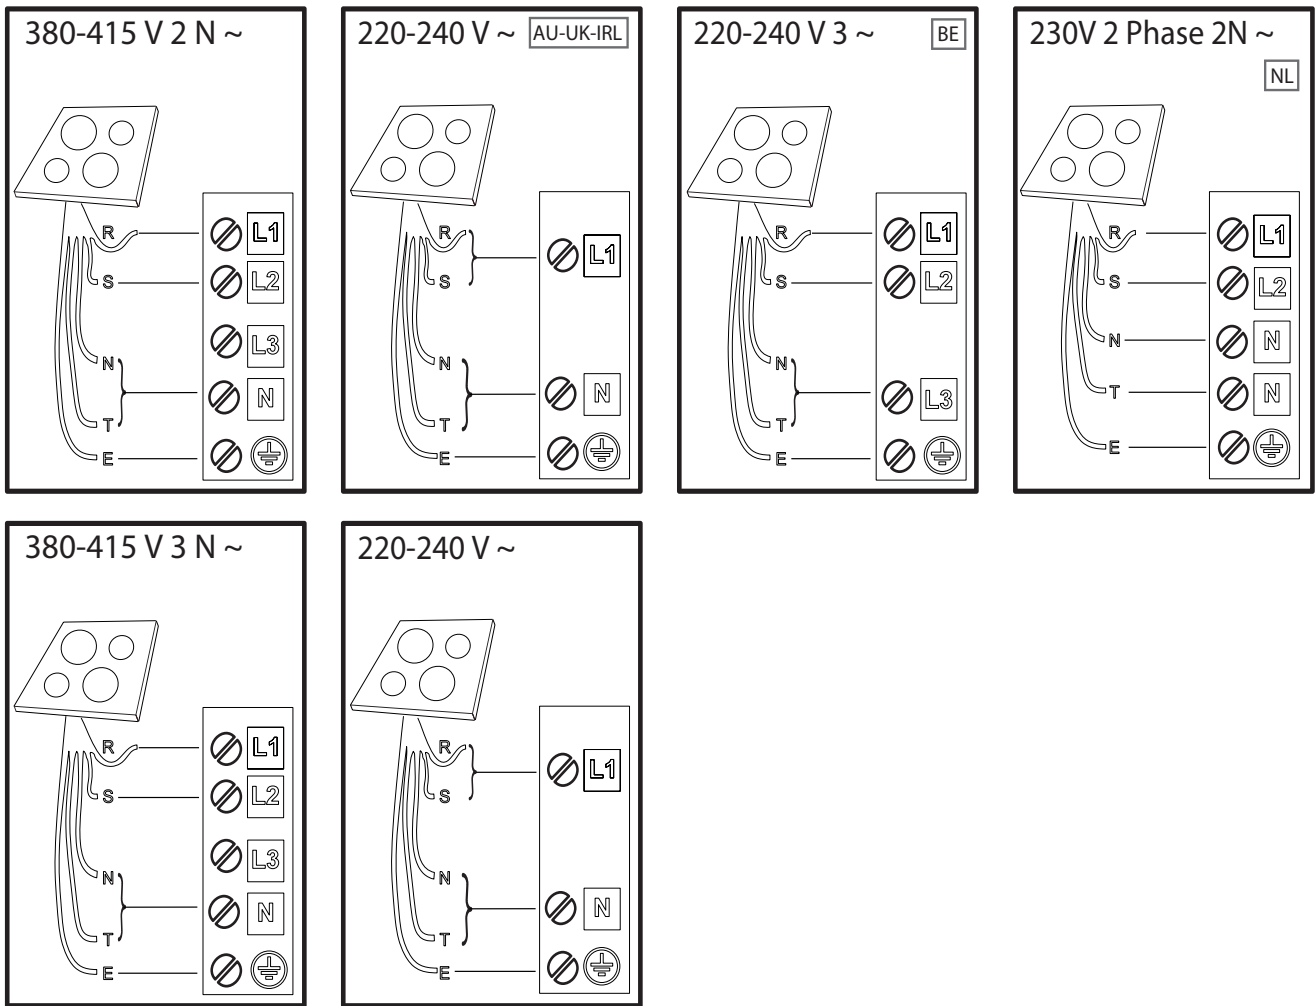 380-415 V 2 N ~
R L1
S L2
L3
N
N
T
E
220-240 V ~ AU-UK-IRL
R
L1
S
N
N
T
E
220-240 V 3 ~ BE
R L1
S L2
N
L3
T
E
230V 2 Phase 2N ~
NL
R L1
S L2
N N
T N
E
380-415 V 3 N ~
R L1
S L2
L3
N
N
T
E
220-240 V ~
R
L1
S
N
N
T
E